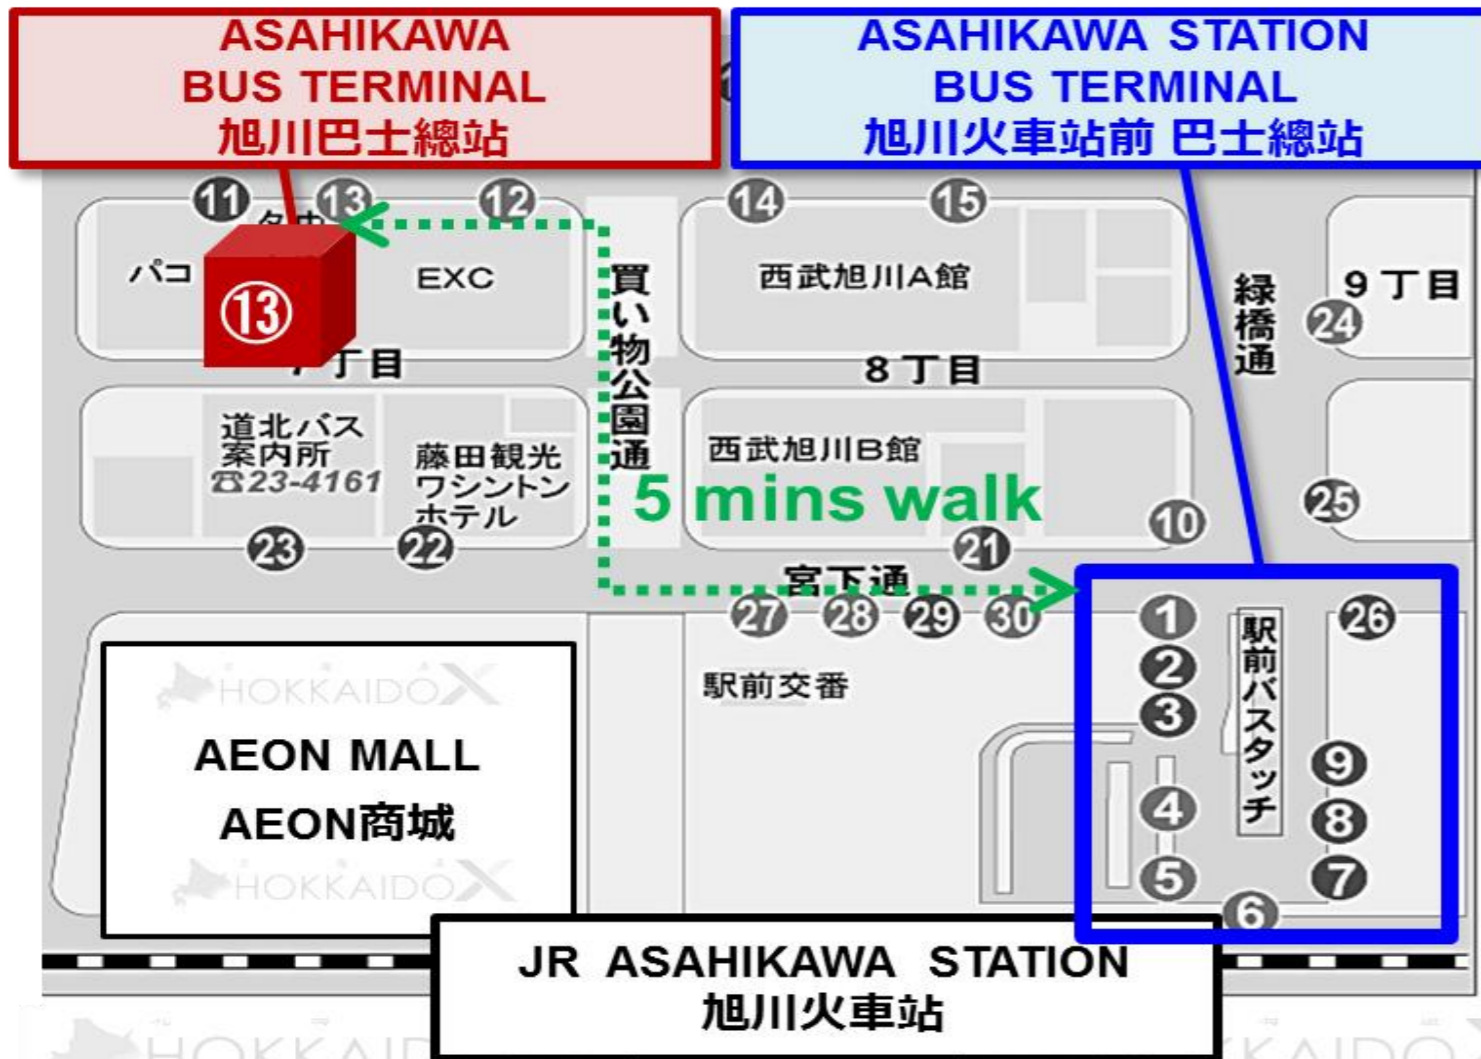 ASAHIKAWA
BUS TERMINAL
旭川巴士總站
ASAHIKAWA STATION
BUS TERMINAL
旭川火車站前 巴士總站
11
13
12
14
15
パコ
⑬
EXC
買い物公園通
西武旭川A館
緑橋通
9丁目
24
丁目
8丁目
道北バス
案内所
☎23-4161
藤田観光
ワシントン
ホテル
西武旭川B館
5 mins walk
10
25
23
22
21
宮下通
27
28
29
30
1
26
2
3
駅前バスタッチ
駅前交番
HOKKAIDO X
AEON MALL
AEON商城
HOKKAIDO X
9
4
8
5
7
6
JR ASAHIKAWA STATION
旭川火車站